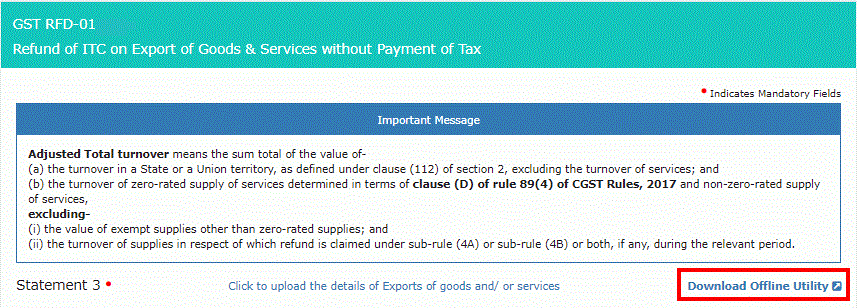 GST RFD-01
Refund of ITC on Export of Goods & Services without Payment of Tax
• Indicates Mandatory Fields
Important Message
Adjusted Total turnover means the sum total of the value of-
(a) the turnover in a State or a Union territory, as defined under clause (112) of section 2, excluding the turnover of services; and
(b) the turnover of zero-rated supply of services determined in terms of clause (D) of rule 89(4) of CGST Rules, 2017 and non-zero-rated supply
of services,
excluding-
(i) the value of exempt supplies other than zero-rated supplies; and
(ii) the turnover of supplies in respect of which refund is claimed under sub-rule (4A) or sub-rule (4B) or both, if any, during the relevant period.
Statement 3 • Click to upload the details of Exports of goods and/ or services Download Offline Utility